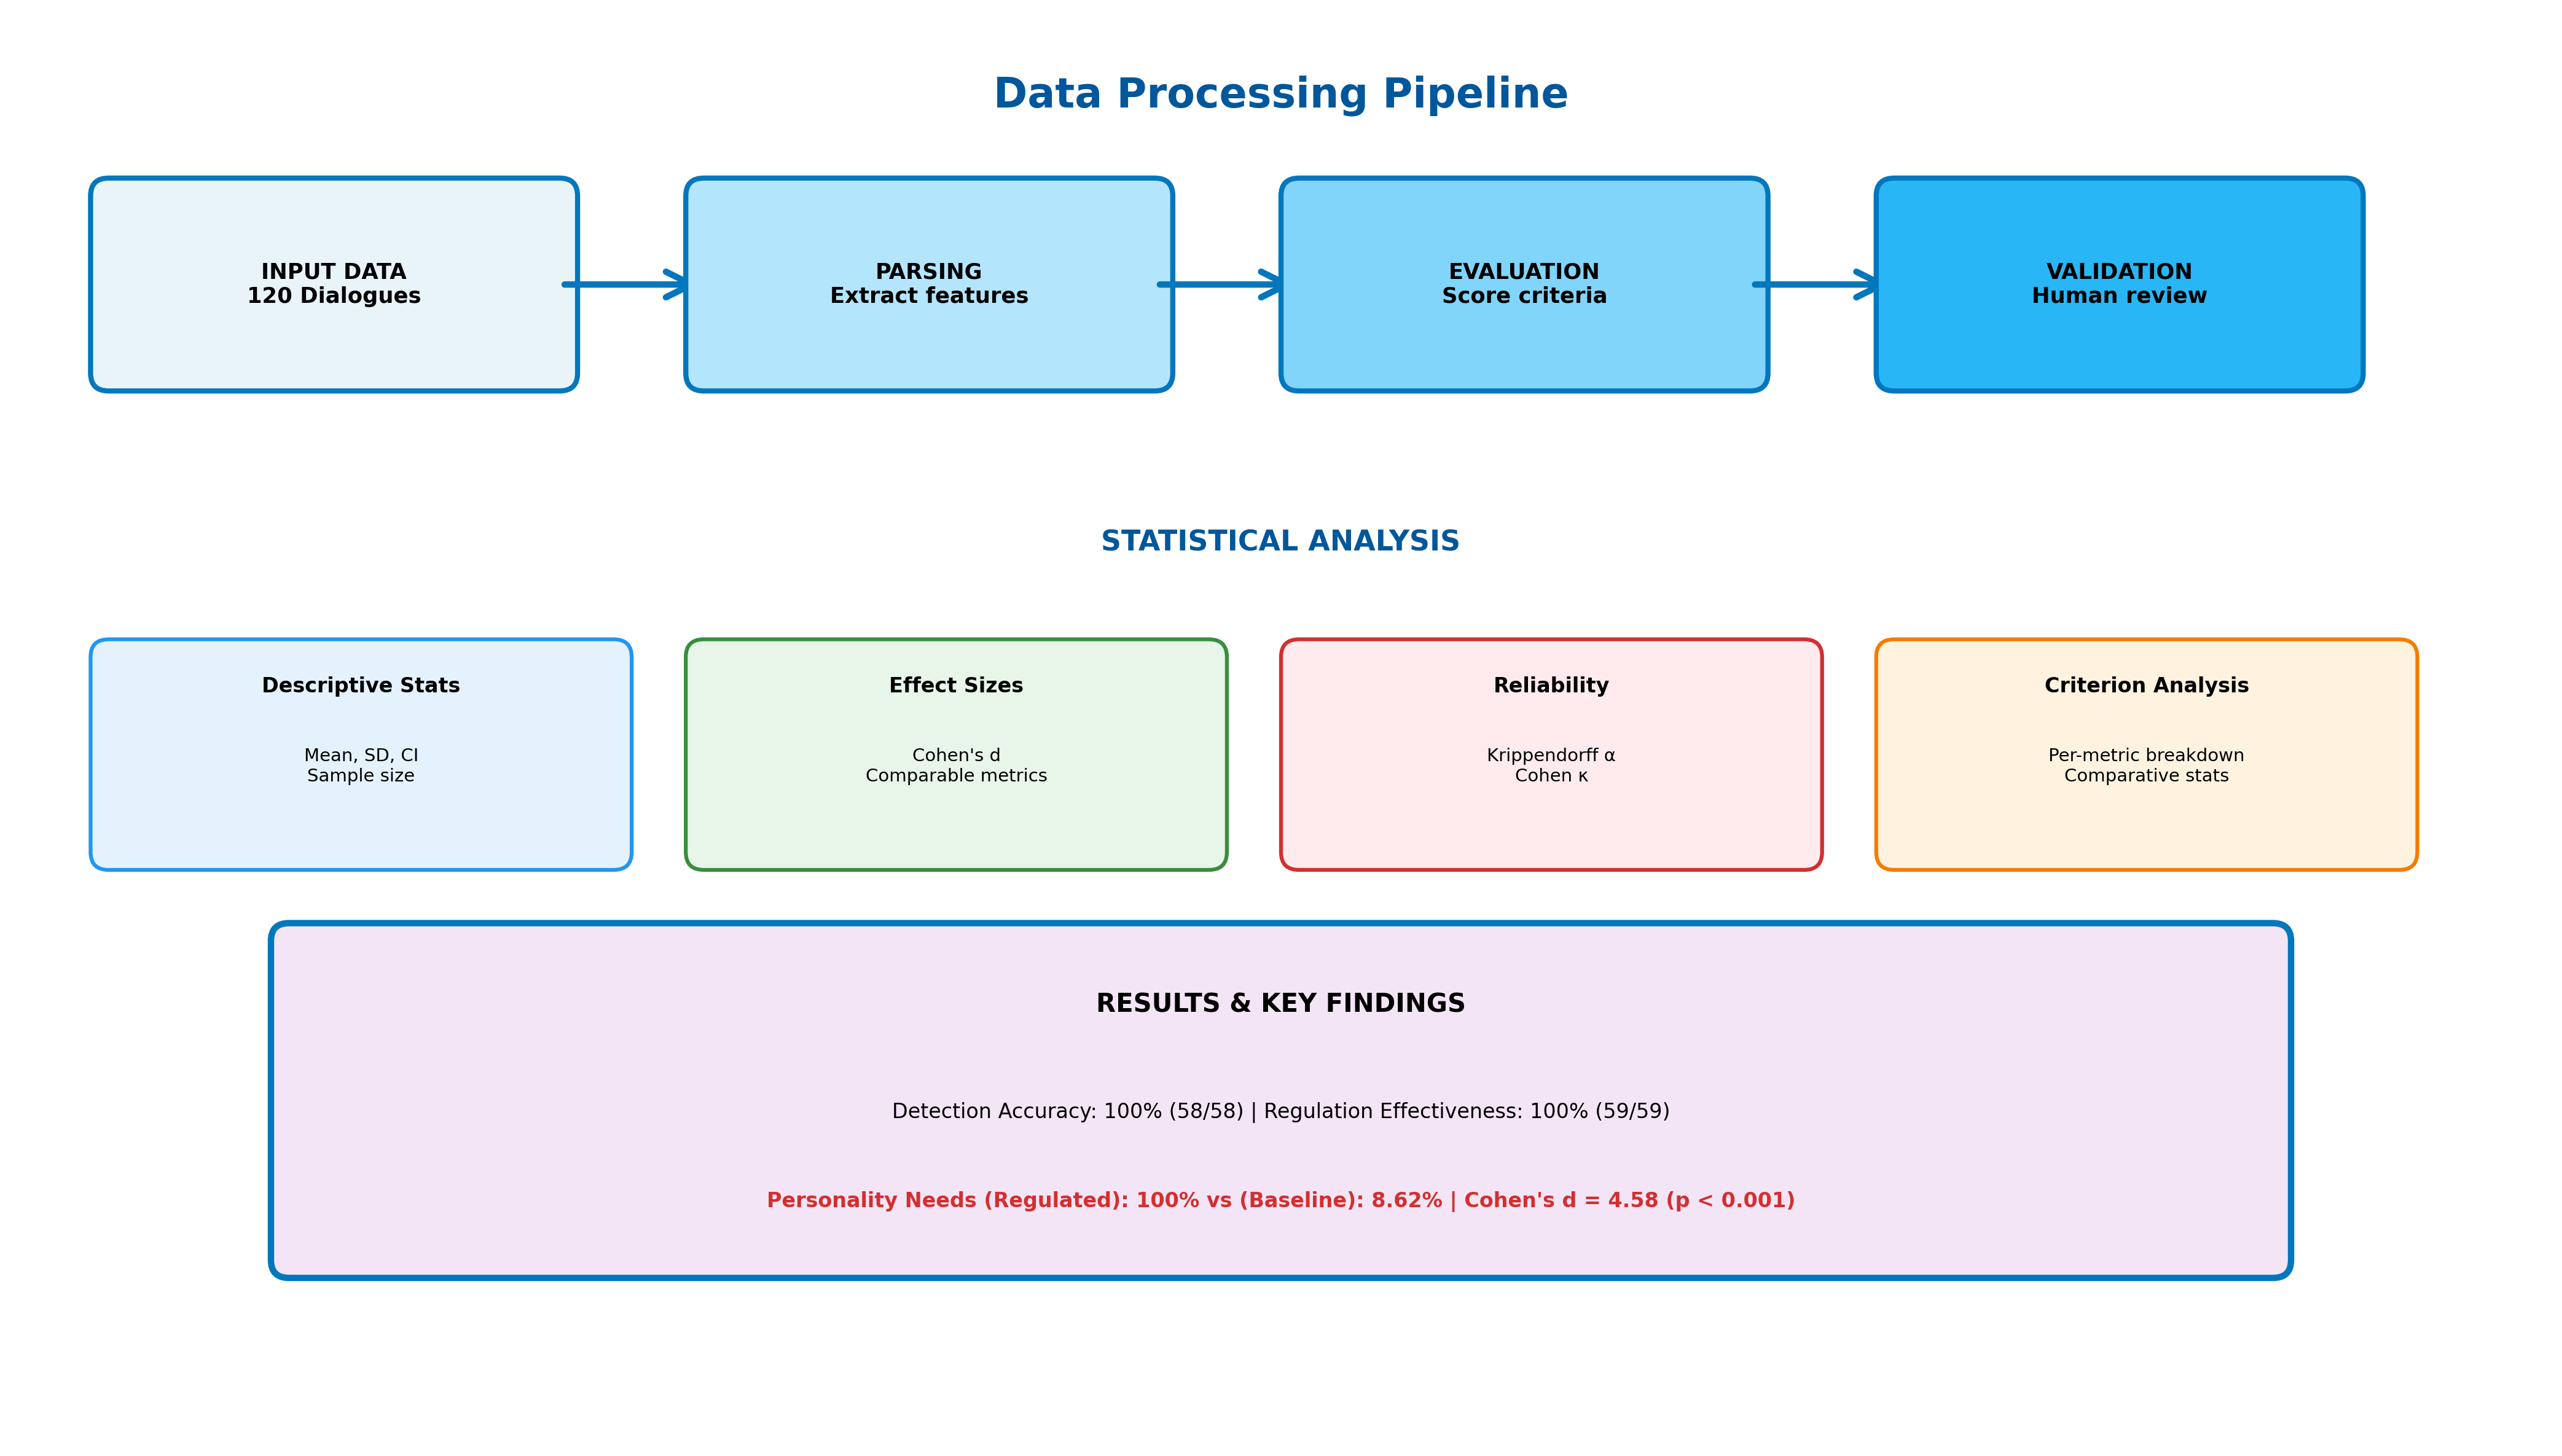 Data Processing Pipeline
INPUT DATA
120 Dialogues
PARSING
Extract features
EVALUATION
Score criteria
VALIDATION
Human review
STATISTICAL ANALYSIS
Descriptive Stats
Mean, SD, CI
Sample size
Effect Sizes
Cohen's d
Comparable metrics
Reliability
Krippendorff α
Cohen κ
Criterion Analysis
Per-metric breakdown
Comparative stats
RESULTS & KEY FINDINGS
Detection Accuracy: 100% (58/58) | Regulation Effectiveness: 100% (59/59)
Personality Needs (Regulated): 100% vs (Baseline): 8.62% | Cohen's d = 4.58 (p < 0.001)